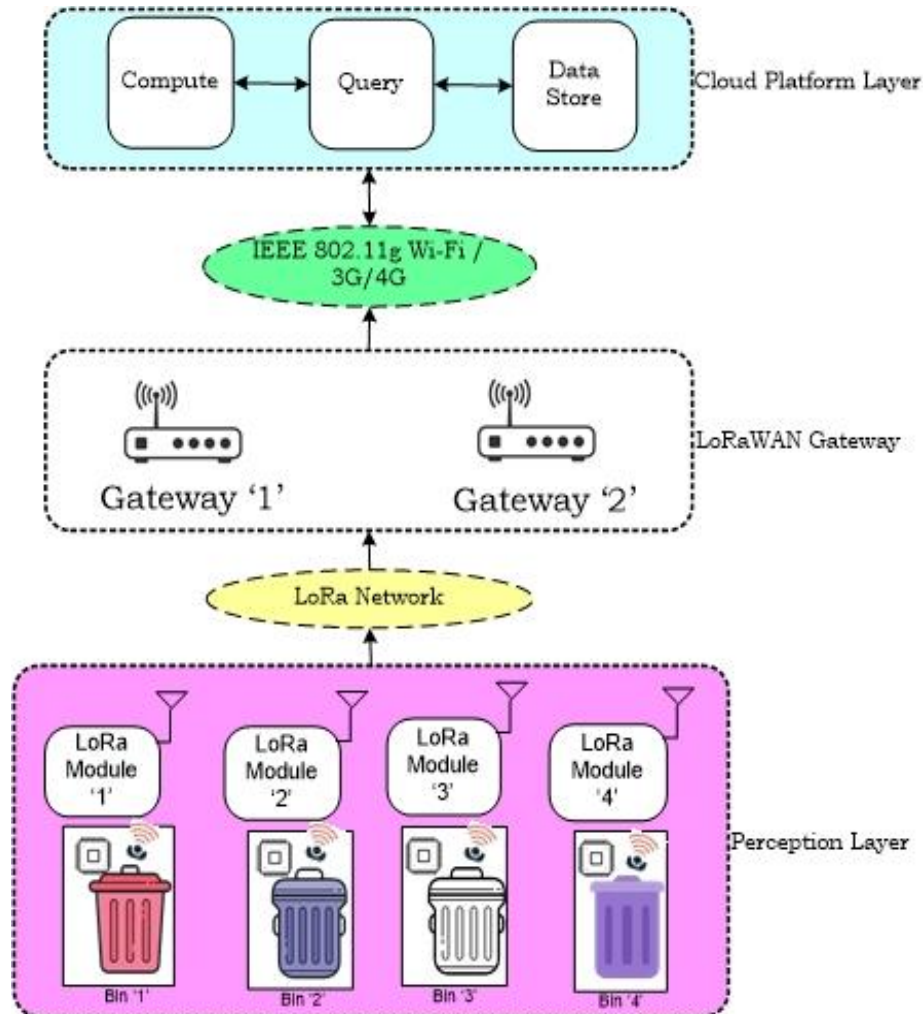 Compute
Query
Data
Store
Cloud Platform Layer
IEEE 802.11g Wi-Fi /
3G/4G
Gateway ‘1’
Gateway ‘2’
LoRaWAN Gateway
LoRa Network
LoRa
Module
‘1’
LoRa
Module
‘2’
LoRa
Module
‘3’
LoRa
Module
‘4’
Perception Layer
Bin ‘1’
Bin ‘2’
Bin ‘3’
Bin ‘4’